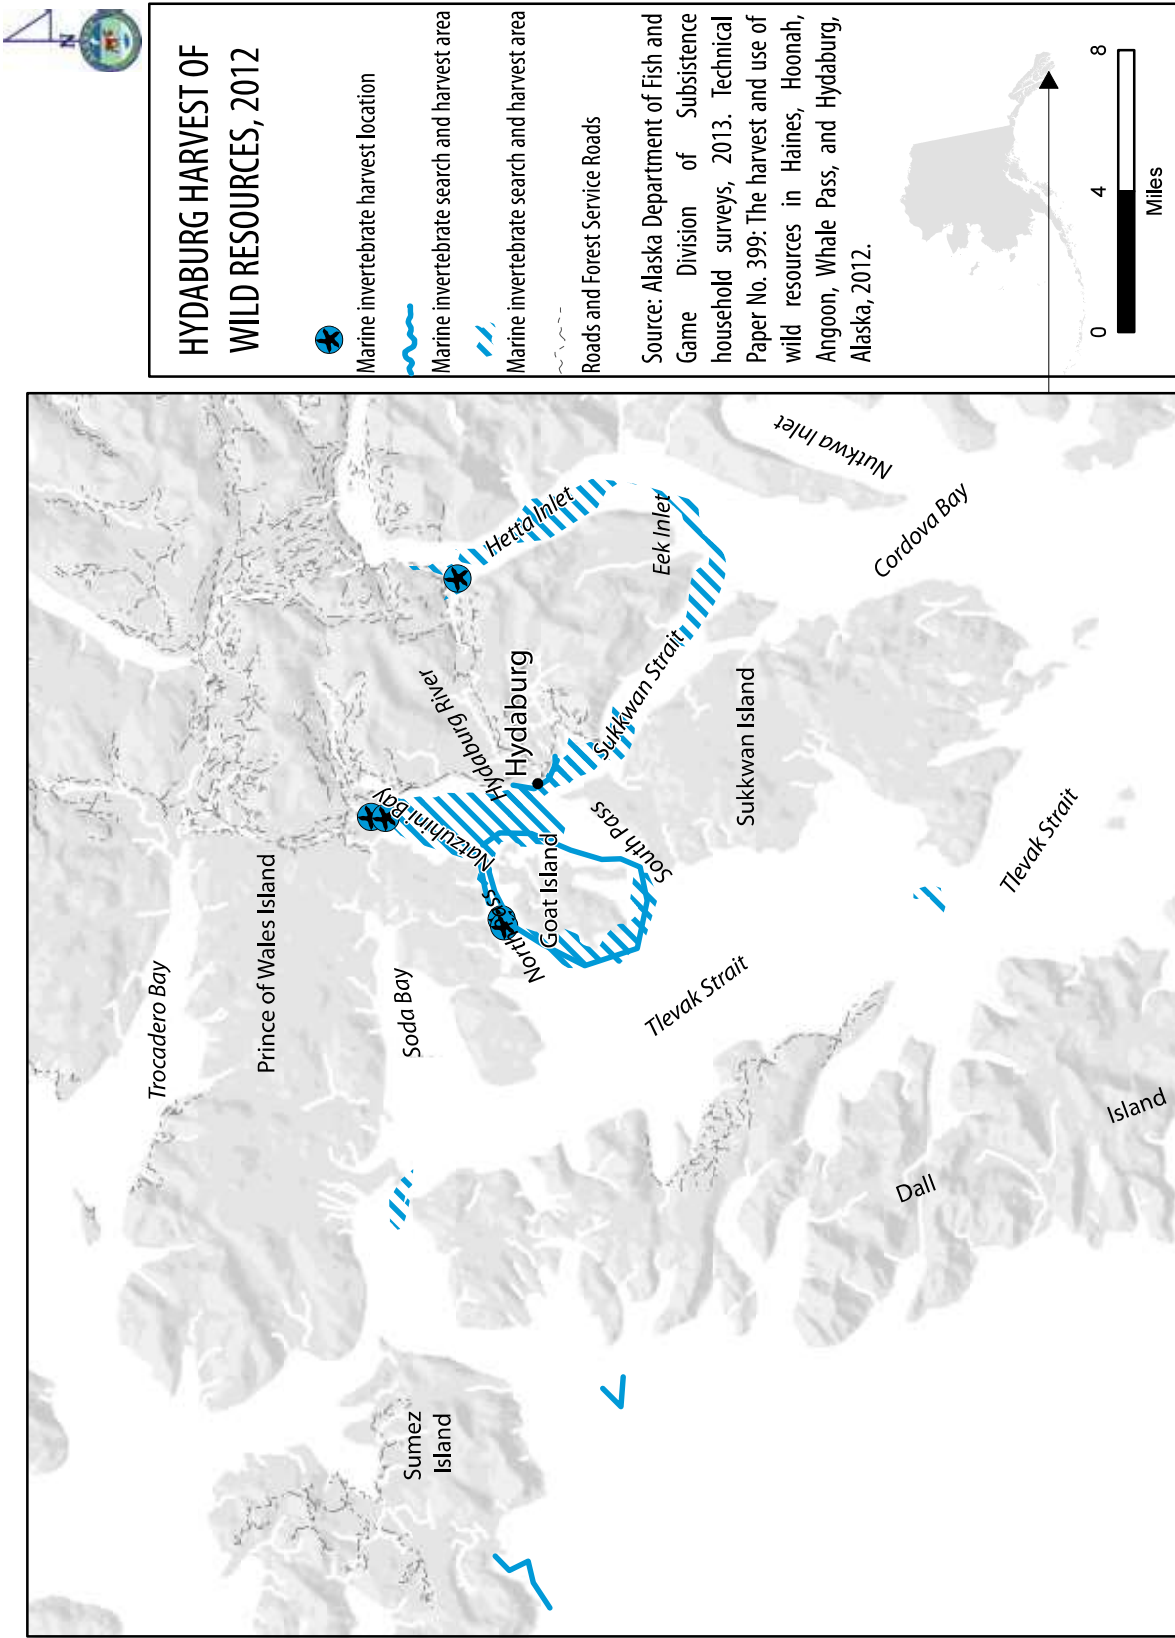 N
HYDABURG HARVEST OF
WILD RESOURCES, 2012
Marine invertebrate harvest location
Marine invertebrate search and harvest area
Marine invertebrate search and harvest area
Roads and Forest Service Roads
Source: Alaska Department of Fish and
Game Division of Subsistence
household surveys, 2013. Technical
Paper No. 399: The harvest and use of
wild resources in Haines, Hoonah,
Angoon, Whale Pass, and Hydaburg,
Alaska, 2012.
0 4 8
Miles
Trocadero Bay
Prince of Wales Island
Soda Bay
Sumez
Island
Natzuhini Bay
Hydaburg River
Hydaburg
Hetta Inlet
Eek Inlet
Nutkwa Inlet
Cordova Bay
Sukkwan Strait
Sukkwan Island
North Pass
Goat Island
South Pass
Tlevak Strait
Tlevak Strait
Dall
Island